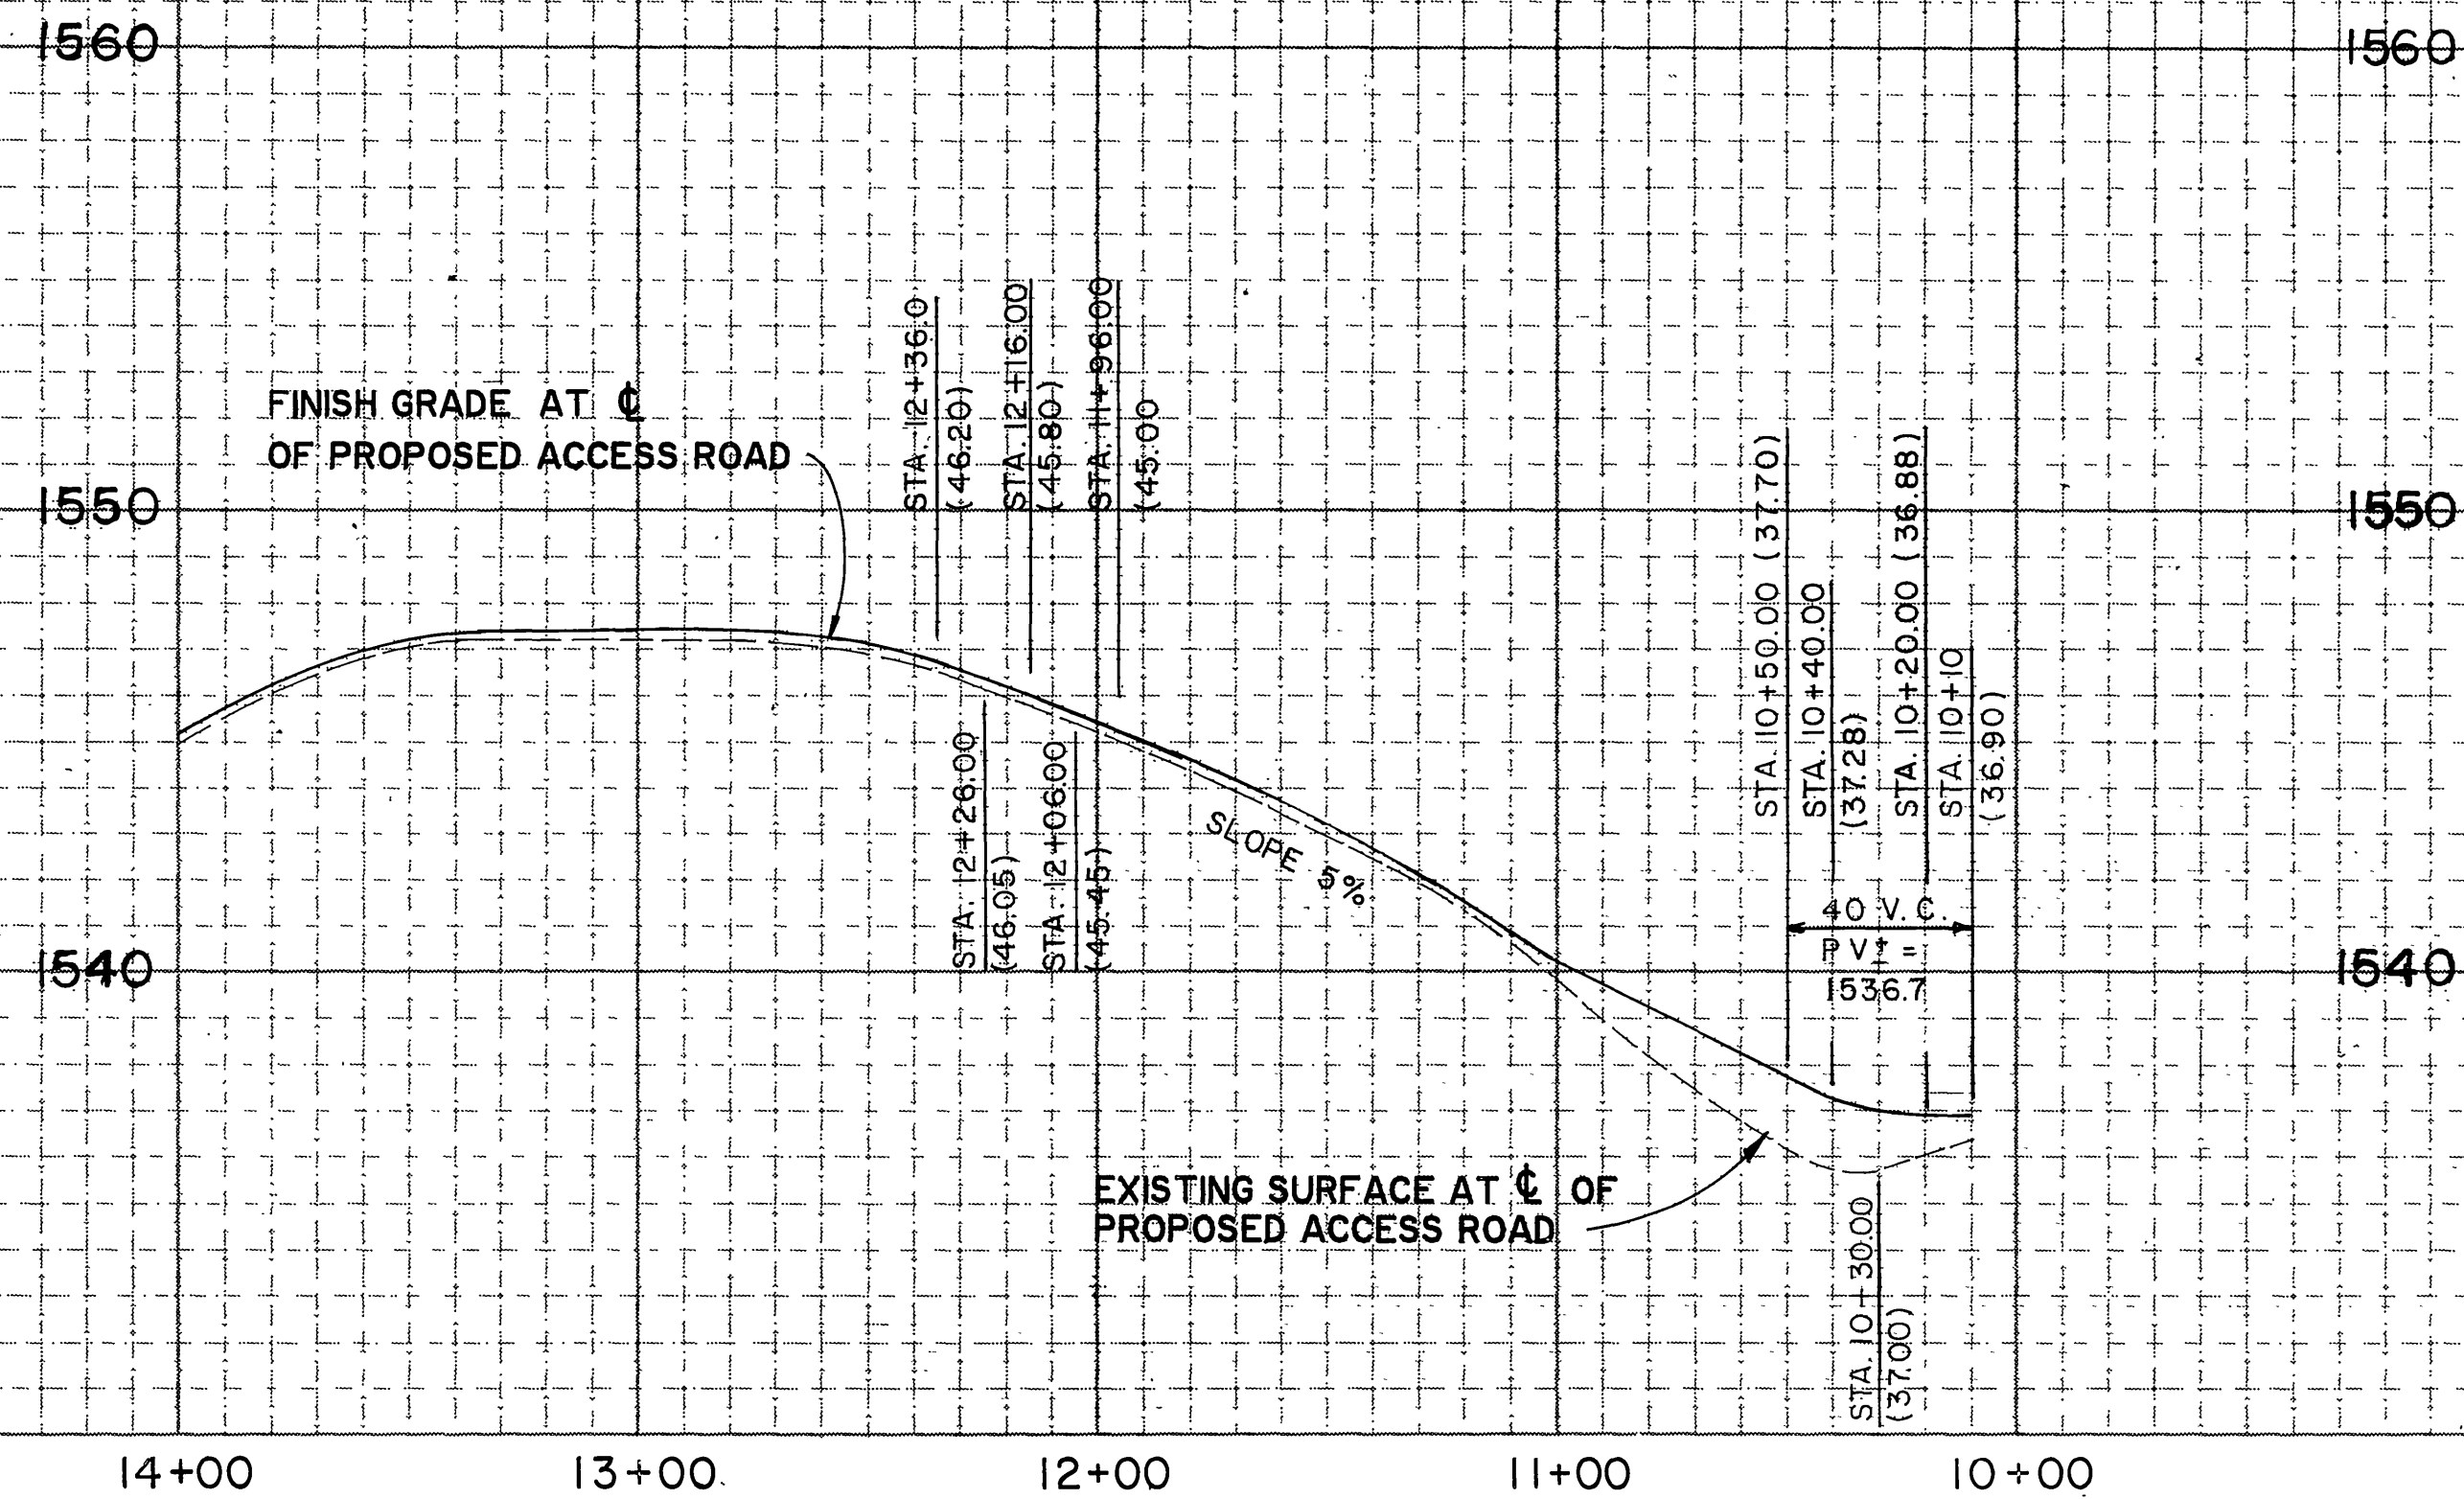 1560
1560
FINISH GRADE AT ℄
OF PROPOSED ACCESS ROAD
STA. 12+36.0
(46.20)
STA. 12+16.00
(45.80)
STA. 11+96.00
(45.00
1550
1550
STA. 10+50.00 (37.70)
STA. 10+40.00
(37.28)
STA. 10+20.00 (36.88)
STA. 10+10
(36.90)
STA. 12+26.00
(46.05)
STA. 12+06.00
(45.45)
SLOPE 5%
40 V.C.
P V± =
1536.7
1540
1540
EXISTING SURFACE AT ℄ OF
PROPOSED ACCESS ROAD
STA. 10+30.00
(37.00)
14+00
13+00
12+00
11+00
10+00